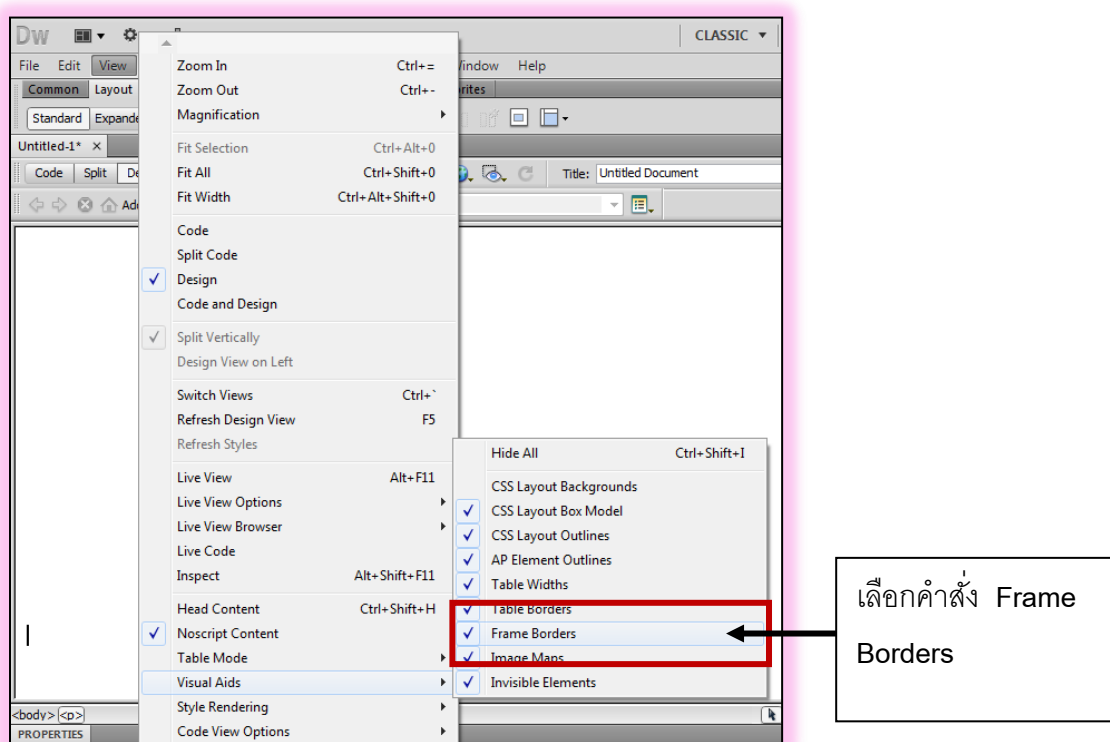 Dw CLASSIC
File Edit View Window Help
Common Layout
Standard
Untitled-1* ×
Code Split Title: Untitled Document
Zoom In Ctrl+=
Zoom Out Ctrl+-
Magnification
Fit Selection Ctrl+Alt+0
Fit All Ctrl+Shift+0
Fit Width Ctrl+Alt+Shift+0
Code
Split Code
Design
Code and Design
Split Vertically
Design View on Left
Switch Views Ctrl+`
Refresh Design View F5
Refresh Styles
Live View Alt+F11
Live View Options
Live View Browser
Live Code
Inspect Alt+Shift+F11
Head Content Ctrl+Shift+H
Noscript Content
Table Mode
Visual Aids
Style Rendering
Code View Options
Hide All Ctrl+Shift+I
CSS Layout Backgrounds
CSS Layout Box Model
CSS Layout Outlines
AP Element Outlines
Table Widths
Table Borders
Frame Borders
Image Maps
Invisible Elements
<body> <p>
PROPERTIES
เลือกคำสั่ง Frame
Borders